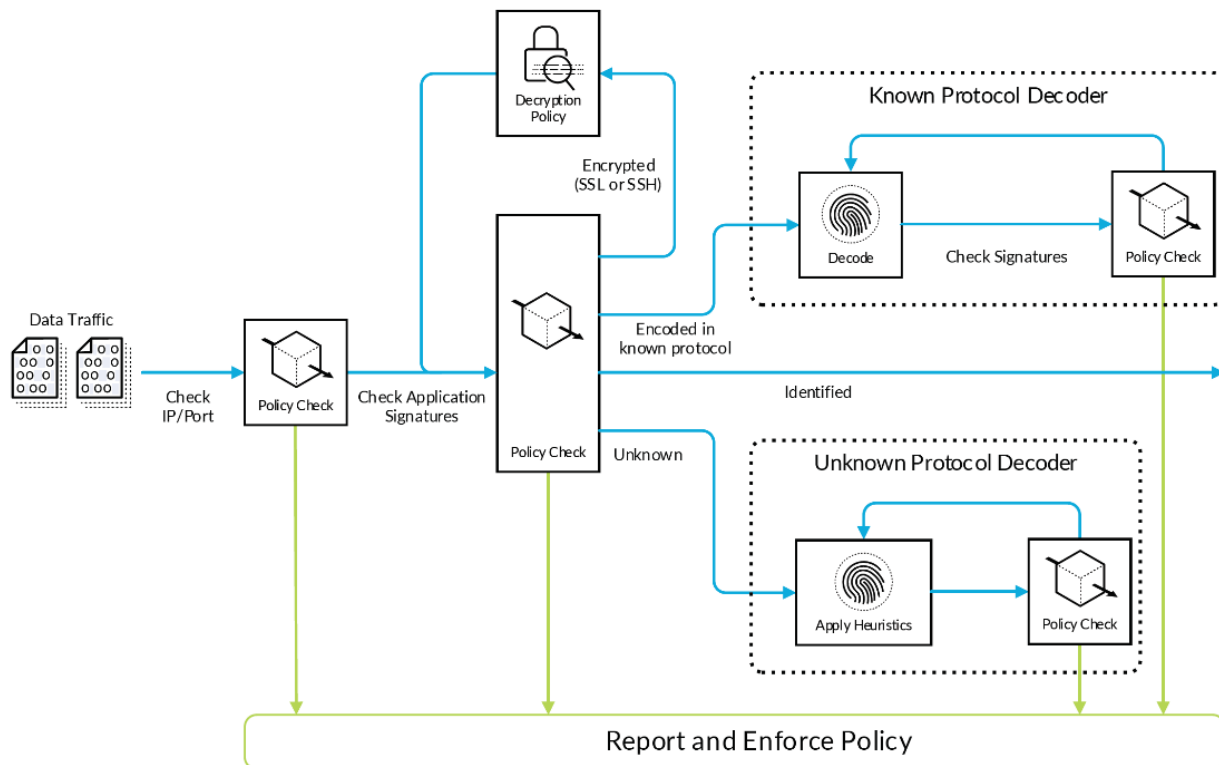 Decryption
Policy
Known Protocol Decoder
Encrypted
(SSL or SSH)
Decode
Check Signatures
Policy Check
Data Traffic
Check
IP/Port
Policy Check
Check Application
Signatures
Policy Check
Encoded in
known protocol
Identified
Unknown
Unknown Protocol Decoder
Apply Heuristics
Policy Check
Report and Enforce Policy